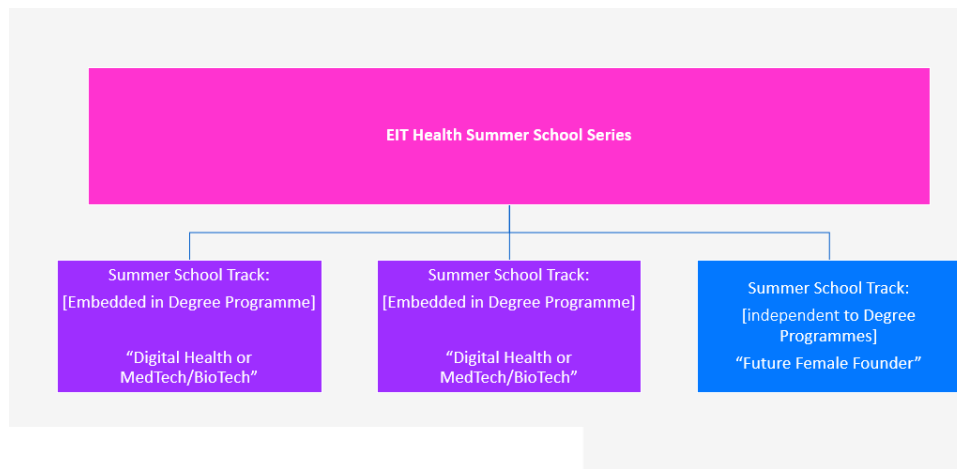 EIT Health Summer School Series
Summer School Track:
[Embedded in Degree Programme]
“Digital Health or
MedTech/BioTech”
Summer School Track:
[Embedded in Degree Programme]
“Digital Health or
MedTech/BioTech”
Summer School Track:
[independent to Degree
Programmes]
“Future Female Founder”